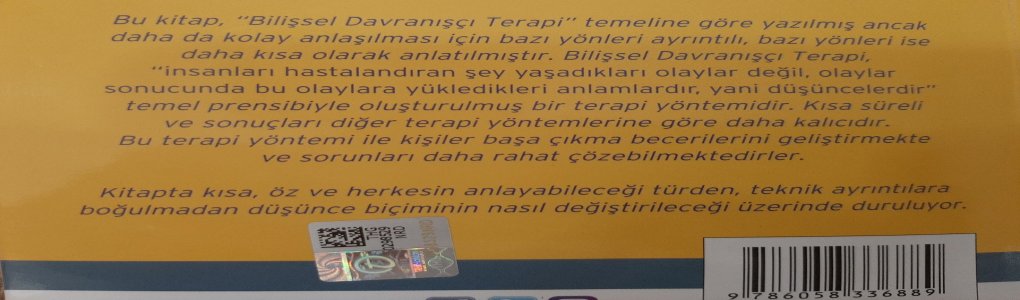 Bu kitap, "Bilişsel Davranışçı Terapi" temeline göre yazılmış ancak
daha da kolay anlaşılması için bazı yönleri ayrıntılı, bazı yönleri ise
daha kısa olarak anlatılmıştır. Bilişsel Davranışçı Terapi,
"insanları hastalandıran şey yaşadıkları olaylar değil, olaylar
sonucunda bu olaylara yükledikleri anlamlardır, yani düşüncelerdir"
temel prensibiyle oluşturulmuş bir terapi yöntemidir. Kısa süreli
ve sonuçları diğer terapi yöntemlerine göre daha kalıcıdır.
Bu terapi yöntemi ile kişiler başa çıkma becerilerini geliştirmekte
ve sorunları daha rahat çözebilmektedirler.
Kitapta kısa, öz ve herkesin anlayabileceği türden, teknik ayrıntılara
boğulmadan düşünce biçiminin nasıl değiştirileceği üzerinde duruluyor.
9 786058 336889